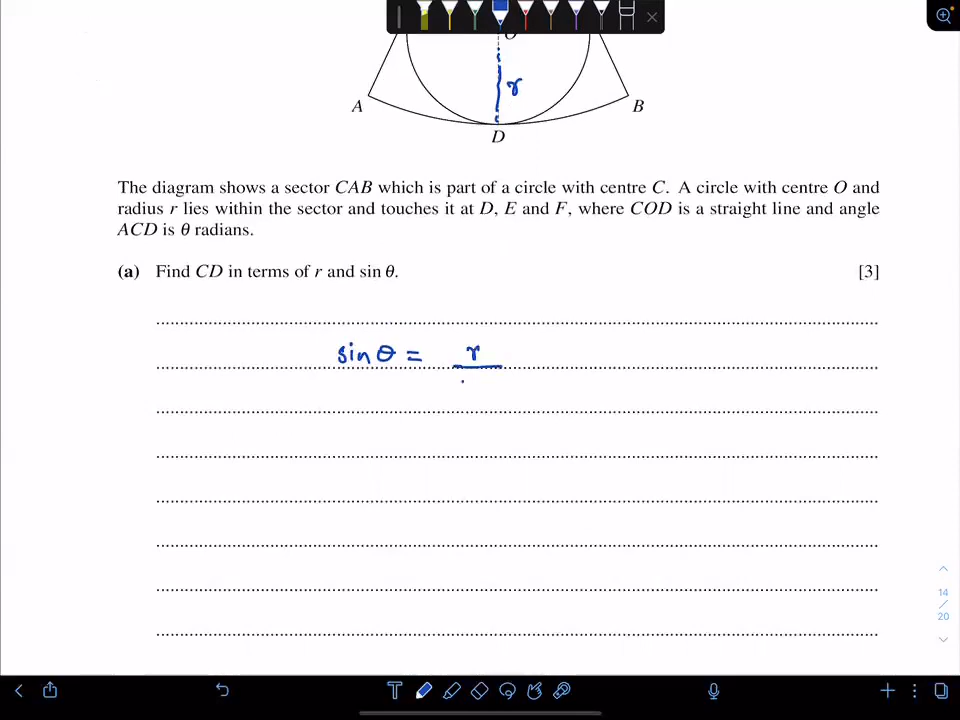 O
r
A
B
D
The diagram shows a sector CAB which is part of a circle with centre C. A circle with centre O and
radius r lies within the sector and touches it at D, E and F, where COD is a straight line and angle
ACD is θ radians.
(a) Find CD in terms of r and sin θ. [3]
sin θ = r
14
/
20
T